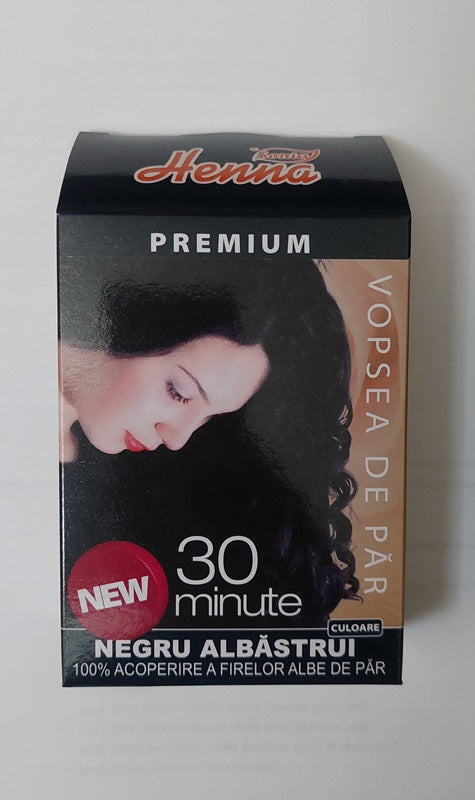 Sonia
Henna
PREMIUM
VOPSEA DE PĂR
NEW
30
minute
CULOARE
NEGRU ALBĂSTRUI
100% ACOPERIRE A FIRELOR ALBE DE PĂR